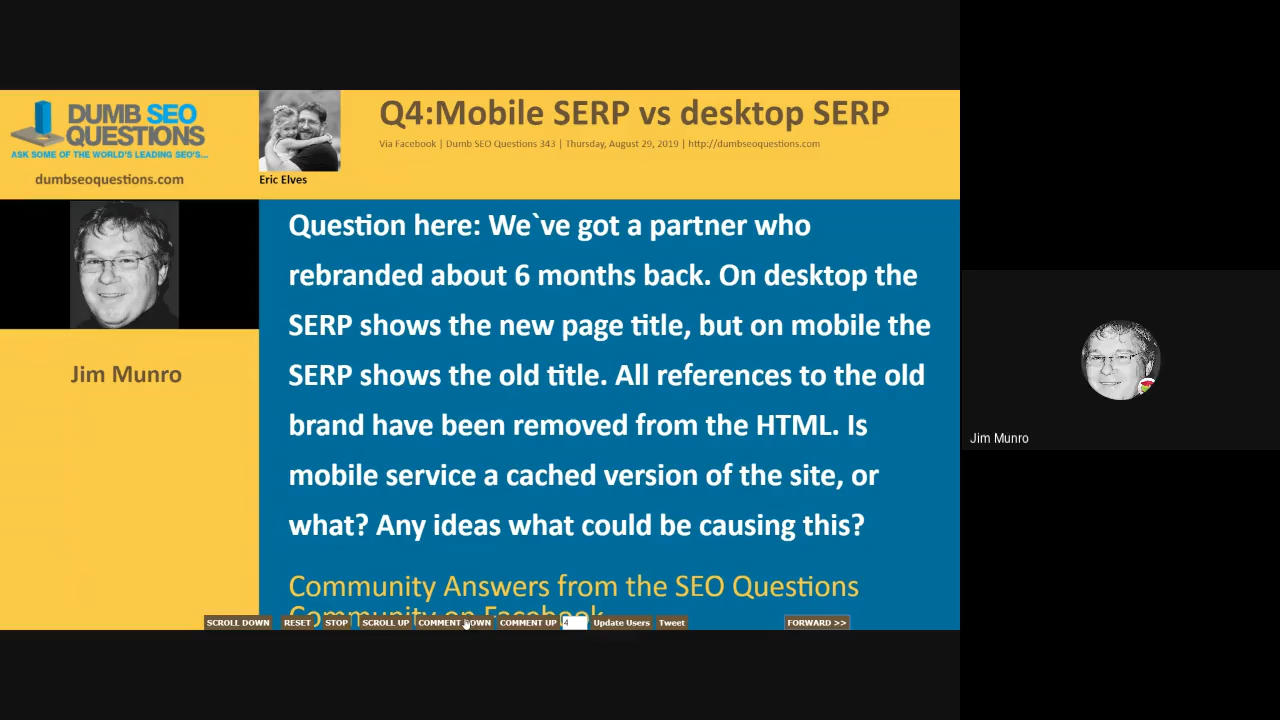 DUMB SEO
QUESTIONS
ASK SOME OF THE WORLD'S LEADING SEO'S...
dumbseoquestions.com
Eric Elves
Q4:Mobile SERP vs desktop SERP
Via Facebook | Dumb SEO Questions 343 | Thursday, August 29, 2019 | http://dumbseoquestions.com
Jim Munro
Question here: We`ve got a partner who
rebranded about 6 months back. On desktop the
SERP shows the new page title, but on mobile the
SERP shows the old title. All references to the old
brand have been removed from the HTML. Is
mobile service a cached version of the site, or
what? Any ideas what could be causing this?
Community Answers from the SEO Questions
Community on Facebook
SCROLL DOWN RESET STOP SCROLL UP COMMENT DOWN COMMENT UP 4 Update Users Tweet FORWARD >>
Jim Munro